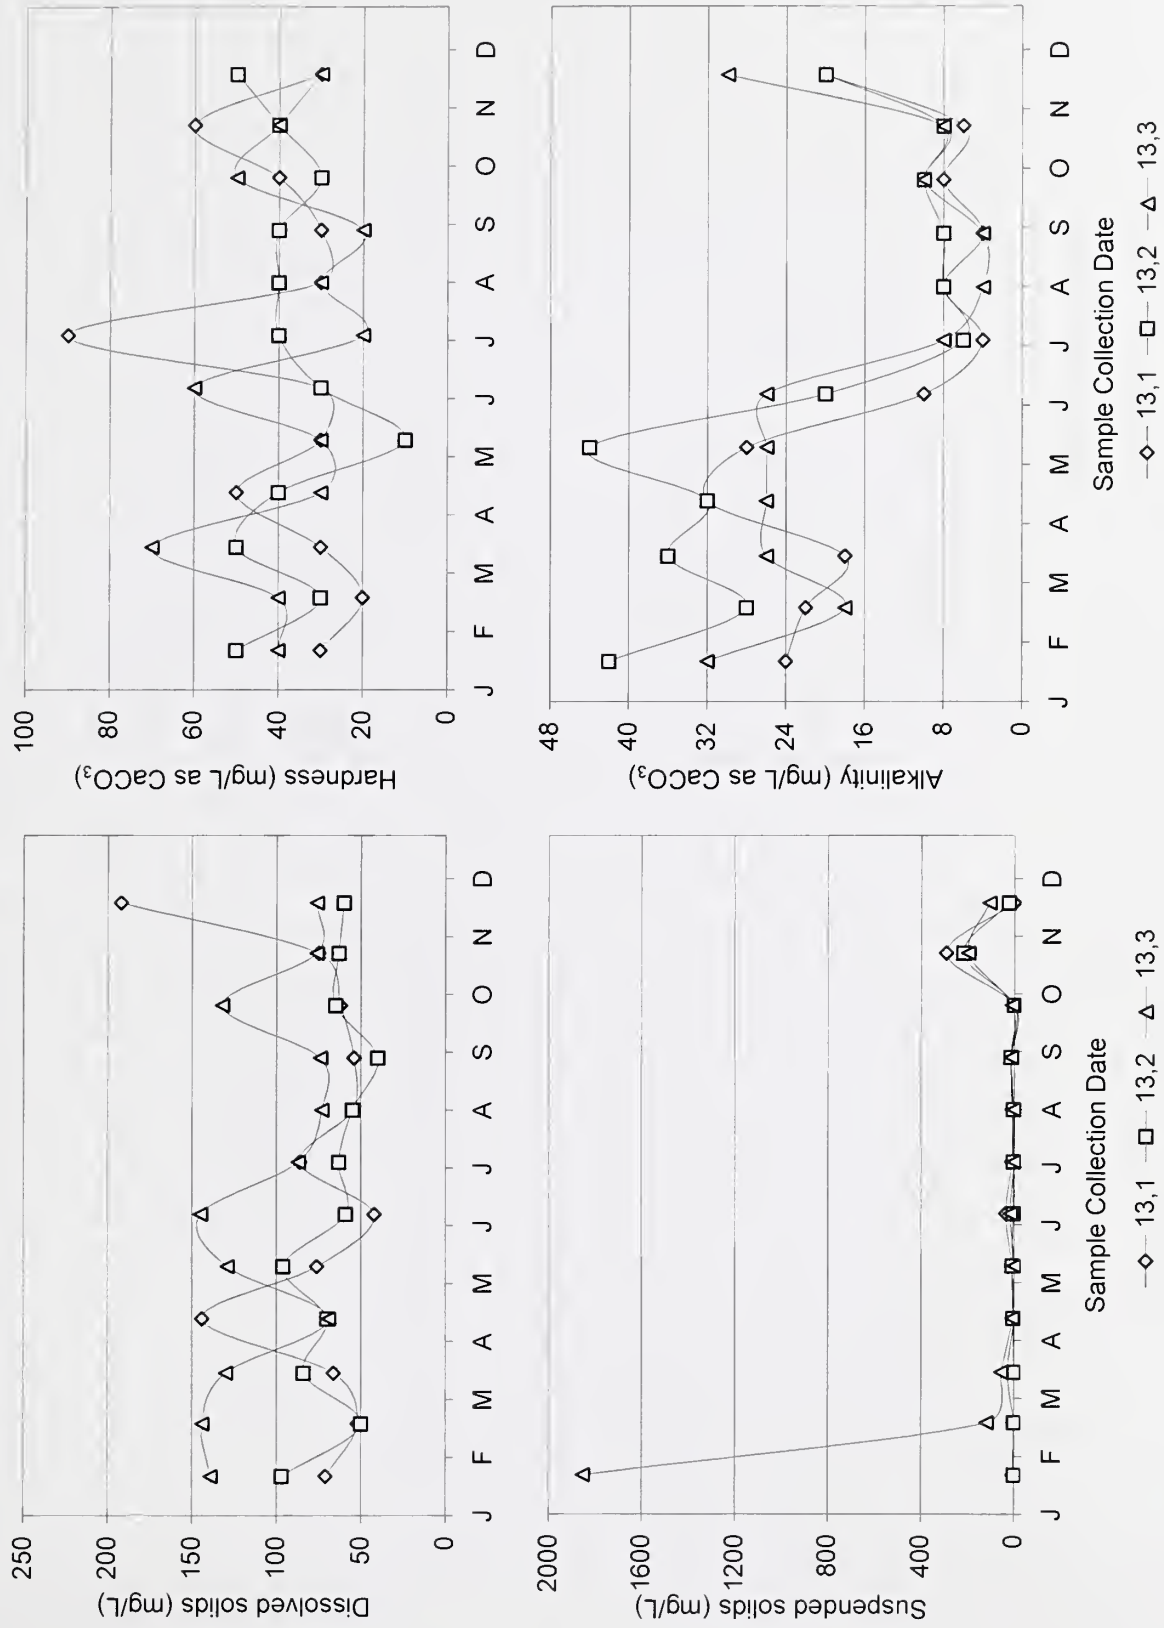 Dissolved solids (mg/L)
250
200
150
100
50
0
J F M A M J J A S O N D
Hardness (mg/L as CaCO₃)
100
80
60
40
20
0
J F M A M J J A S O N D
Suspended solids (mg/L)
2000
1600
1200
800
400
0
J F M A M J J A S O N D
Sample Collection Date
13,1 13,2 13,3
Alkalinity (mg/L as CaCO₃)
48
40
32
24
16
8
0
J F M A M J J A S O N D
Sample Collection Date
13,1 13,2 13,3